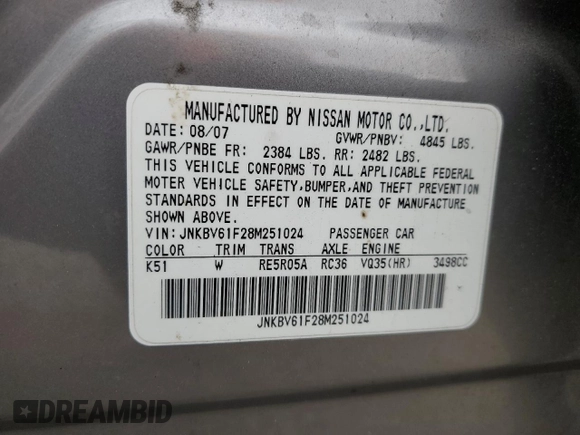 MANUFACTURED BY NISSAN MOTOR CO.,LTD.
DATE: 08/07 GVWR/PNBV: 4845 LBS.
GAWR/PNBE FR: 2384 LBS. RR: 2482 LBS.
THIS VEHICLE CONFORMS TO ALL APPLICABLE FEDERAL
MOTER VEHICLE SAFETY,BUMPER,AND THEFT PREVENTION
STANDARDS IN EFFECT ON THE DATE OF MANUFACTURE
SHOWN ABOVE.
VIN: JNKBV61F28M251024 PASSENGER CAR
COLOR TRIM TRANS AXLE ENGINE
K51 W RE5R05A RC36 VQ35(HR) 3498CC
JNKBV61F28M251024
DREAMBID